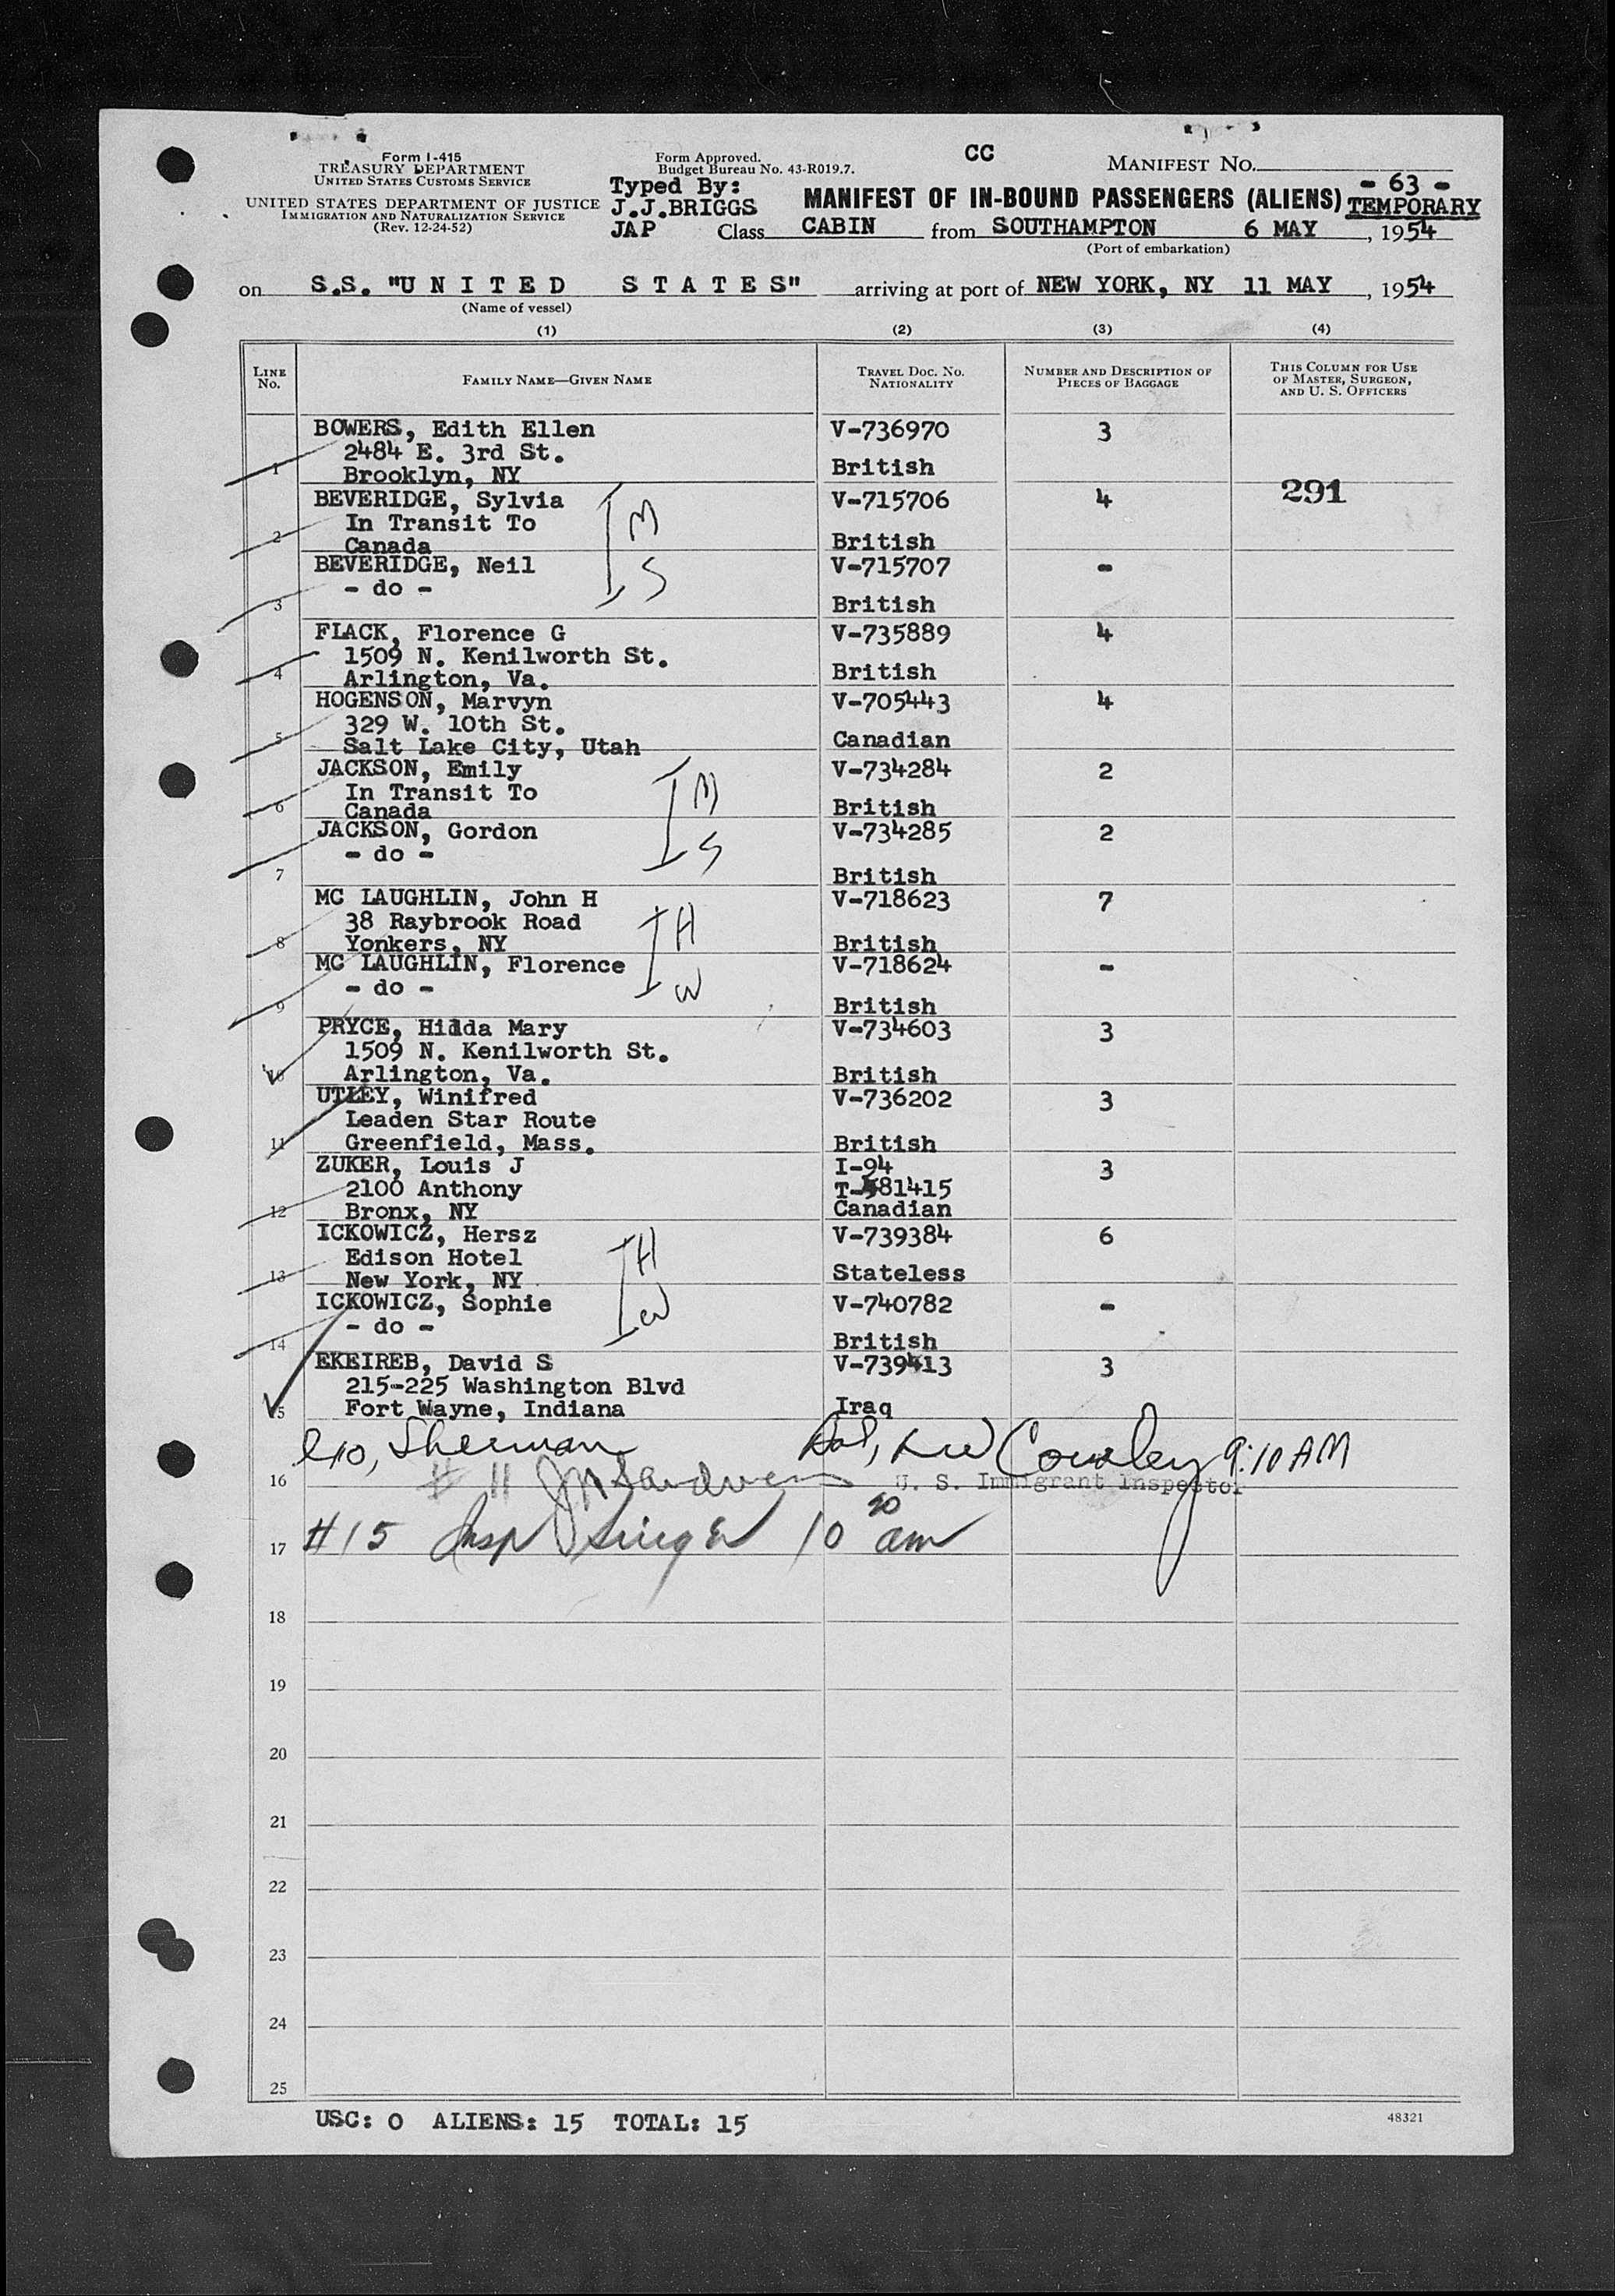 Form I-415
TREASURY DEPARTMENT
UNITED STATES CUSTOMS SERVICE
UNITED STATES DEPARTMENT OF JUSTICE
IMMIGRATION AND NATURALIZATION SERVICE
(Rev. 12-24-52)
Form Approved.
Budget Bureau No. 43-R019.7.
Typed By:
J.J.BRIGGS
JAP
CC
MANIFEST No.
- 63 -
MANIFEST OF IN-BOUND PASSENGERS (ALIENS) TEMPORARY
Class CABIN from SOUTHAMPTON 6 MAY, 1954
(Port of embarkation)
on S.S. "U N I T E D S T A T E S" arriving at port of NEW YORK, NY 11 MAY, 1954
(Name of vessel)
(1) (2) (3) (4)
LINE No. FAMILY NAME—GIVEN NAME TRAVEL DOC. No. NATIONALITY NUMBER AND DESCRIPTION OF PIECES OF BAGGAGE THIS COLUMN FOR USE OF MASTER, SURGEON, AND U. S. OFFICERS
BOWERS, Edith Ellen V-736970 3
2484 E. 3rd St.
1 Brooklyn, NY British
BEVERIDGE, Sylvia V-715706 4 291
In Transit To M
2 Canada British
BEVERIDGE, Neil V-715707 -
- do - S
3 British
FLACK, Florence G V-735889 4
1509 N. Kenilworth St.
4 Arlington, Va. British
HOGENSON, Marvyn V-705443 4
329 W. 10th St.
5 Salt Lake City, Utah Canadian
JACKSON, Emily V-734284 2
In Transit To M
6 Canada British
JACKSON, Gordon V-734285 2
- do - S
7 British
MC LAUGHLIN, John H V-718623 7
38 Raybrook Road H
8 Yonkers, NY British
MC LAUGHLIN, Florence V-718624 -
- do - W
9 British
PRYCE, Hilda Mary V-734603 3
1509 N. Kenilworth St.
10 Arlington, Va. British
UTLEY, Winifred V-736202 3
Leaden Star Route
11 Greenfield, Mass. British
ZUKER, Louis J I-94 3
2100 Anthony T-581415
12 Bronx, NY Canadian
ICKOWICZ, Hersz V-739384 6
Edison Hotel H
13 New York, NY Stateless
ICKOWICZ, Sophie V-740782 -
- do - W
14 British
EKEIREB, David S V-739413 3
215-225 Washington Blvd
15 Fort Wayne, Indiana Iraq
Sherman Cowley 9:10 AM
16 # 11 U. S. Immigrant Inspector
17 #15 Insp Singer 10 20 am
18
19
20
21
22
23
24
25
USC: 0 ALIENS: 15 TOTAL: 15
48321